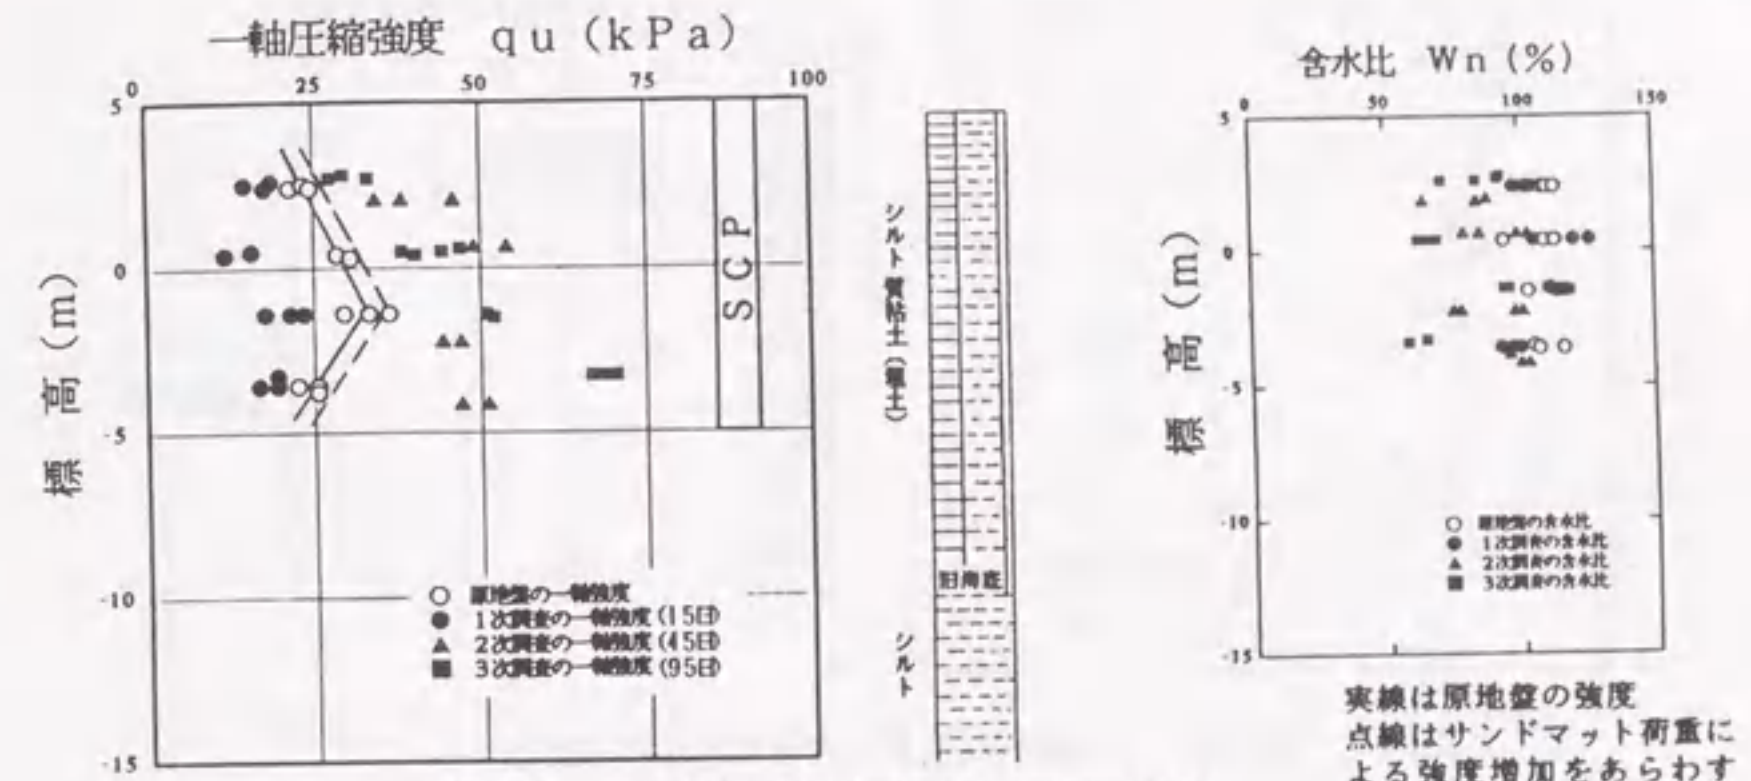 一軸圧縮強度 qu (kPa)
0 25 50 75 100
5
0
-5
-10
-15
標高 (m)
SCP
○ 原地盤の一軸強度
● 1次調査の一軸強度(15日)
▲ 2次調査の一軸強度(45日)
■ 3次調査の一軸強度(95日)
シルト質粘土
旧海底
シルト
含水比 Wn (%)
0 50 100 150
5
0
-5
-10
-15
標高 (m)
○ 原地盤の含水比
● 1次調査の含水比
▲ 2次調査の含水比
■ 3次調査の含水比
実線は原地盤の強度
点線はサンドマット荷重に
よる強度増加をあらわす